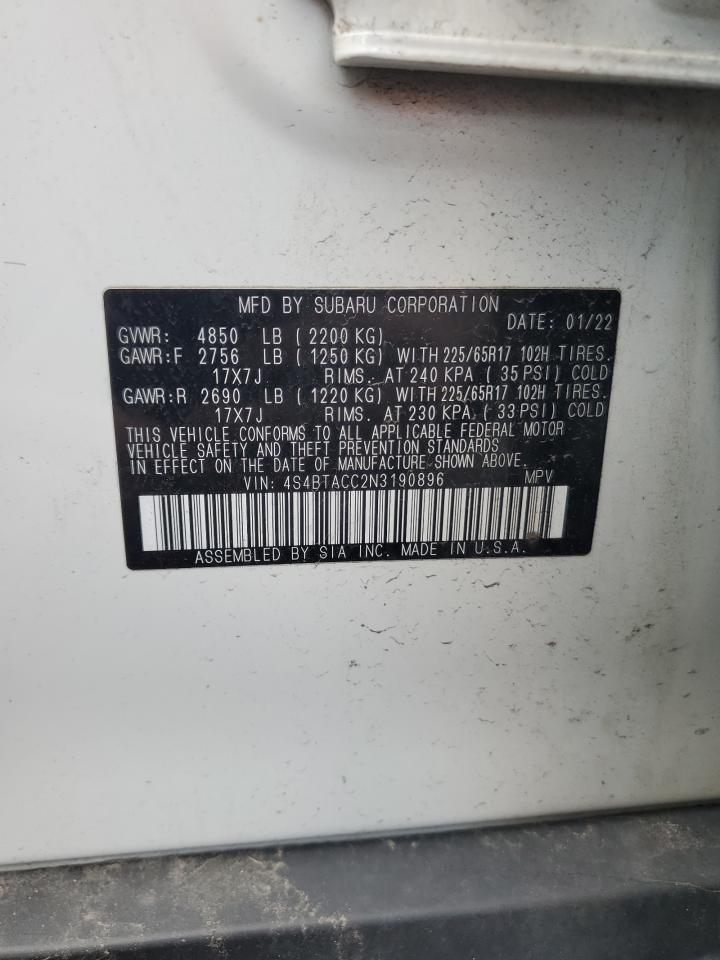 MFD BY SUBARU CORPORATION
DATE: 01/22
GVWR: 4850 LB ( 2200 KG)
GAWR:F 2756 LB ( 1250 KG) WITH 225/65R17 102H TIRES.
17X7J RIMS. AT 240 KPA ( 35 PSI) COLD
GAWR:R 2690 LB ( 1220 KG) WITH 225/65R17 102H TIRES.
17X7J RIMS. AT 230 KPA ( 33 PSI) COLD
THIS VEHICLE CONFORMS TO ALL APPLICABLE FEDERAL MOTOR
VEHICLE SAFETY AND THEFT PREVENTION STANDARDS
IN EFFECT ON THE DATE OF MANUFACTURE SHOWN ABOVE.
VIN: 4S4BTACC2N3190896 MPV
ASSEMBLED BY SIA INC. MADE IN U.S.A.